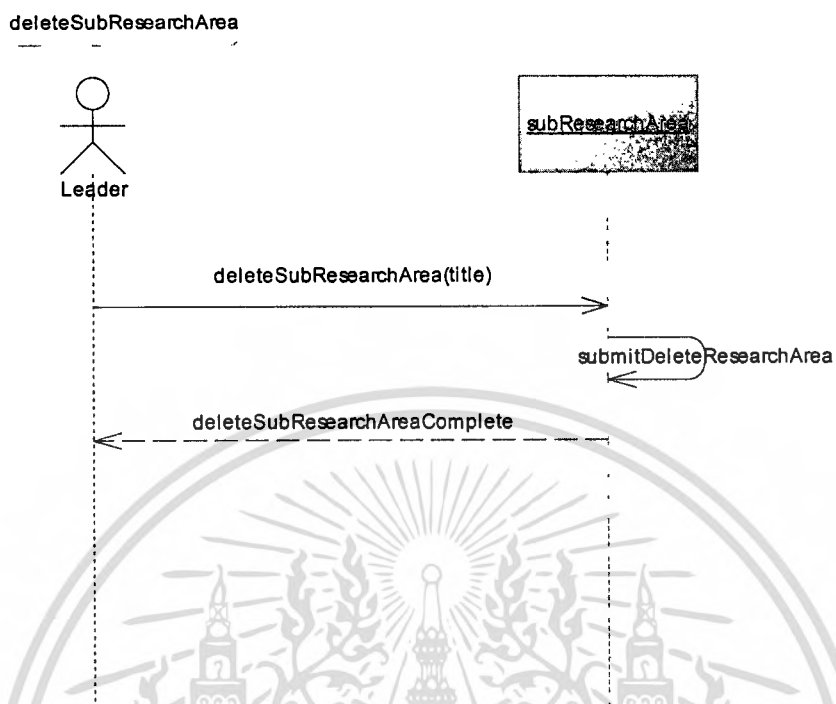 deleteSubResearchArea
subResearchArea
Leader
deleteSubResearchArea(title)
submitDeleteResearchArea
deleteSubResearchAreaComplete